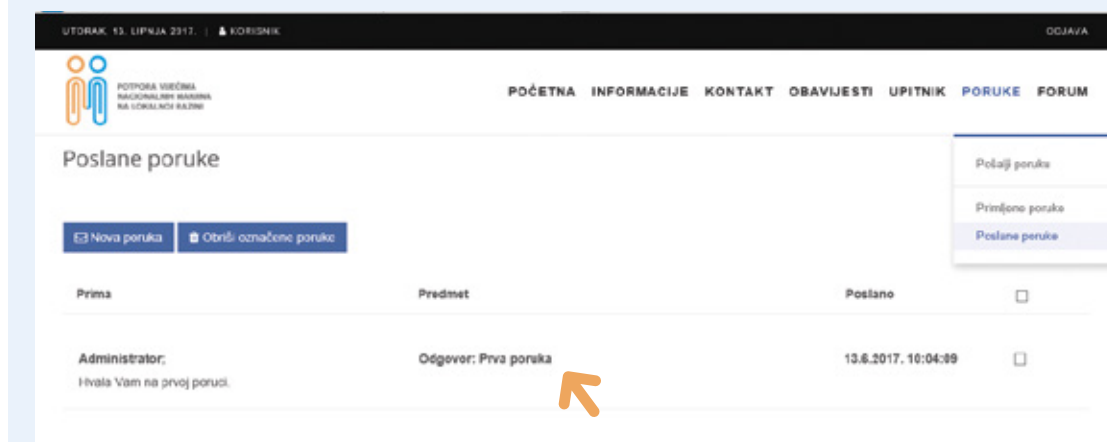 UTORAK, 13. LIPNJA 2017. | KORISNIK
ODJAVA
POTPORA VIJEĆIMA
NACIONALNIH MANJINA
NA LOKALNOJ RAZINI
POČETNA INFORMACIJE KONTAKT OBAVIJESTI UPITNIK PORUKE FORUM
Poslane poruke
Pošalji poruku
Primljene poruke
Poslane poruke
Nova poruka Obriši označene poruke
Prima Predmet Poslano
Administrator; Odgovor: Prva poruka 13.6.2017. 10:04:09
Hvala Vam na prvoj poruci.